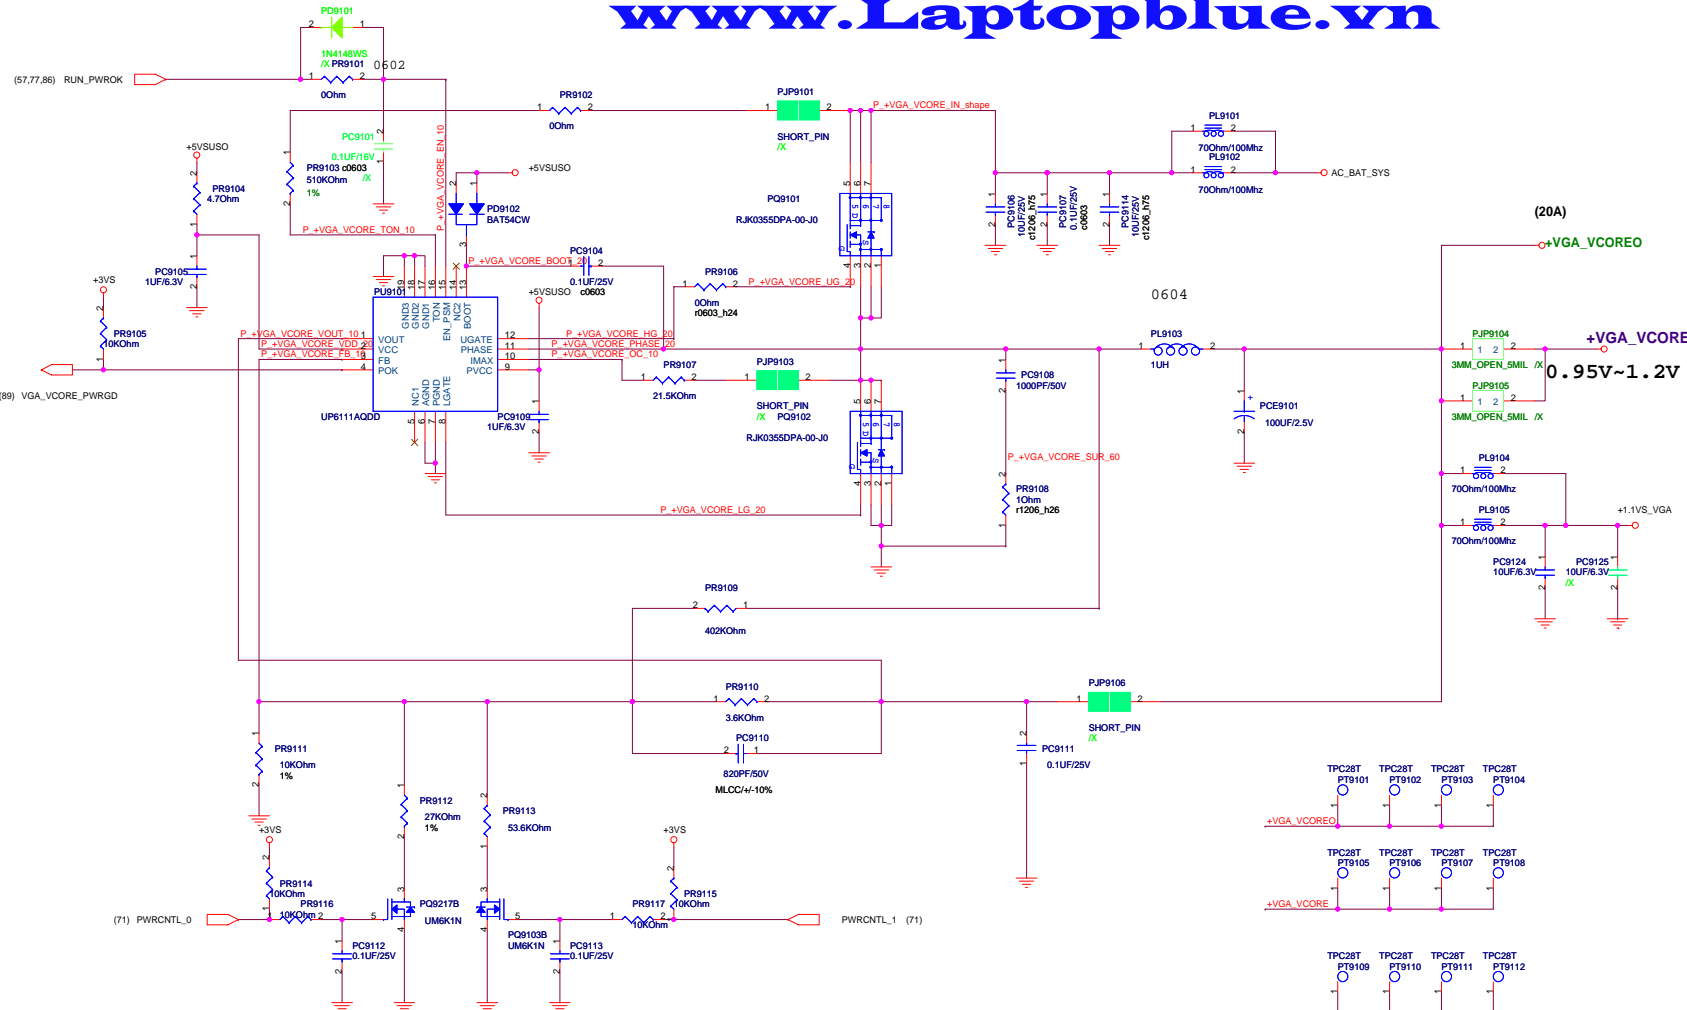 www.Laptopblue.vn
PD9101
1N4148WS
/X
PR9101
0602
0Ohm
(57,77,86) RUN_PWROK
PR9102
0Ohm
PJP9101
SHORT_PIN
/X
P_+VGA_VCORE_IN_shape
PL9101
70Ohm/100Mhz
PL9102
70Ohm/100Mhz
AC_BAT_SYS
PC9101
0.1UF/16V
c0603
/X
P_+VGA_VCORE_EN_10
+5VSUSO
PR9104
4.7Ohm
PR9103
510KOhm
1%
+5VSUSO
PD9102
BAT54CW
PQ9101
RJK0355DPA-00-J0
PC9106
10UF/25V
c1206_h75
PC9107
0.1UF/25V
c0603
PC9114
10UF/25V
c1206_h75
(20A)
+VGA_VCOREO
P_+VGA_VCORE_TON_10
P_+VGA_VCORE_BOOT_20
PC9104
0.1UF/25V
c0603
PC9105
1UF/6.3V
+3VS
PR9105
10KOhm
PR9106
0Ohm
r0603_h24
P_+VGA_VCORE_UG_20
+5VSUSO
0604
PU9101
GND3
GND2
GND1
TON
EN_PSM
NC2
BOOT
VOUT
VCC
FB
POK
UGATE
PHASE
IMAX
PVCC
NC1
AGND
PGND
LGATE
UP6111AQDD
P_+VGA_VCORE_VOUT_10
P_+VGA_VCORE_VDD_20
P_+VGA_VCORE_FB_10
P_+VGA_VCORE_HG_20
P_+VGA_VCORE_PHASE_20
P_+VGA_VCORE_OC_10
(89) VGA_VCORE_PWRGD
PC9109
1UF/6.3V
PR9107
21.5KOhm
PJP9103
SHORT_PIN
/X
PQ9102
RJK0355DPA-00-J0
PL9103
1UH
PC9108
1000PF/50V
PCE9101
100UF/2.5V
PJP9104
3MM_OPEN_5MIL /X
PJP9105
3MM_OPEN_5MIL /X
+VGA_VCORE
0.95V~1.2V
P_+VGA_VCORE_SUR_60
PR9108
1Ohm
r1206_h26
P_+VGA_VCORE_LG_20
PL9104
70Ohm/100Mhz
PL9105
70Ohm/100Mhz
+1.1VS_VGA
PC9124
10UF/6.3V
PC9125
10UF/6.3V
/X
PR9109
402KOhm
PR9110
3.6KOhm
PC9110
820PF/50V
MLCC/+/-10%
PJP9106
SHORT_PIN
/X
PC9111
0.1UF/25V
PR9111
10KOhm
1%
PR9112
27KOhm
1%
PR9113
53.6KOhm
+3VS
PR9114
10KOhm
PR9116
10KOhm
(71) PWRCNTL_0
PC9112
0.1UF/25V
PQ9217B
UM6K1N
PQ9103B
UM6K1N
PC9113
0.1UF/25V
+3VS
PR9115
10KOhm
PR9117
10KOhm
PWRCNTL_1 (71)
TPC28T TPC28T TPC28T TPC28T
PT9101 PT9102 PT9103 PT9104
+VGA_VCOREO
TPC28T TPC28T TPC28T TPC28T
PT9105 PT9106 PT9107 PT9108
+VGA_VCORE
TPC28T TPC28T TPC28T TPC28T
PT9109 PT9110 PT9111 PT9112